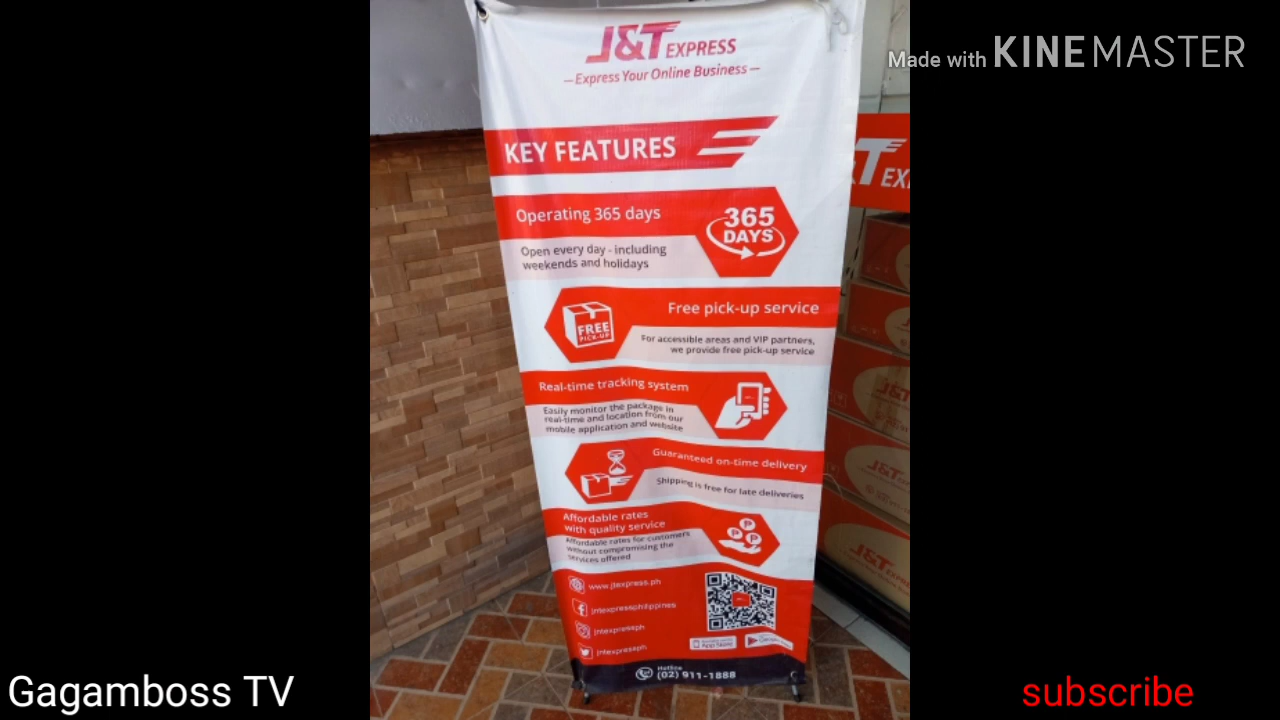 Made with KINEMASTER
J&T EXPRESS
—Express Your Online Business—
KEY FEATURES
Operating 365 days
365
DAYS
Open every day - including
weekends and holidays
Free pick-up service
FREE
PICK-UP
For accessible areas and VIP partners,
we provide free pick-up service
Real-time tracking system
Easily monitor the package in
real-time and location from our
mobile application and website
Guaranteed on-time delivery
Shipping is free for late deliveries
Affordable rates
with quality service
Affordable rates for customers
without compromising the
services offered
www.jtexpress.ph
jntexpressphilippines
jntexpressph
jntexpressph
App Store
Google Play
Hotline
(02) 911-1888
T EX
J&T
J&T
J&T
Gagamboss TV
subscribe